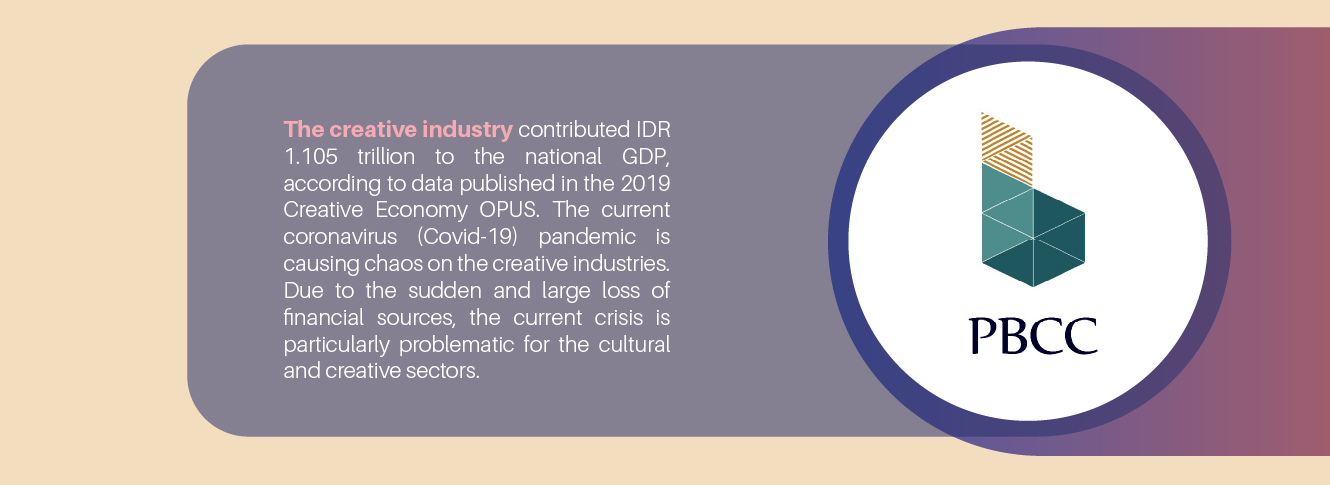 The creative industry contributed IDR
1.105 trillion to the national GDP,
according to data published in the 2019
Creative Economy OPUS. The current
coronavirus (Covid-19) pandemic is
causing chaos on the creative industries.
Due to the sudden and large loss of
financial sources, the current crisis is
particularly problematic for the cultural
and creative sectors.
PBCC